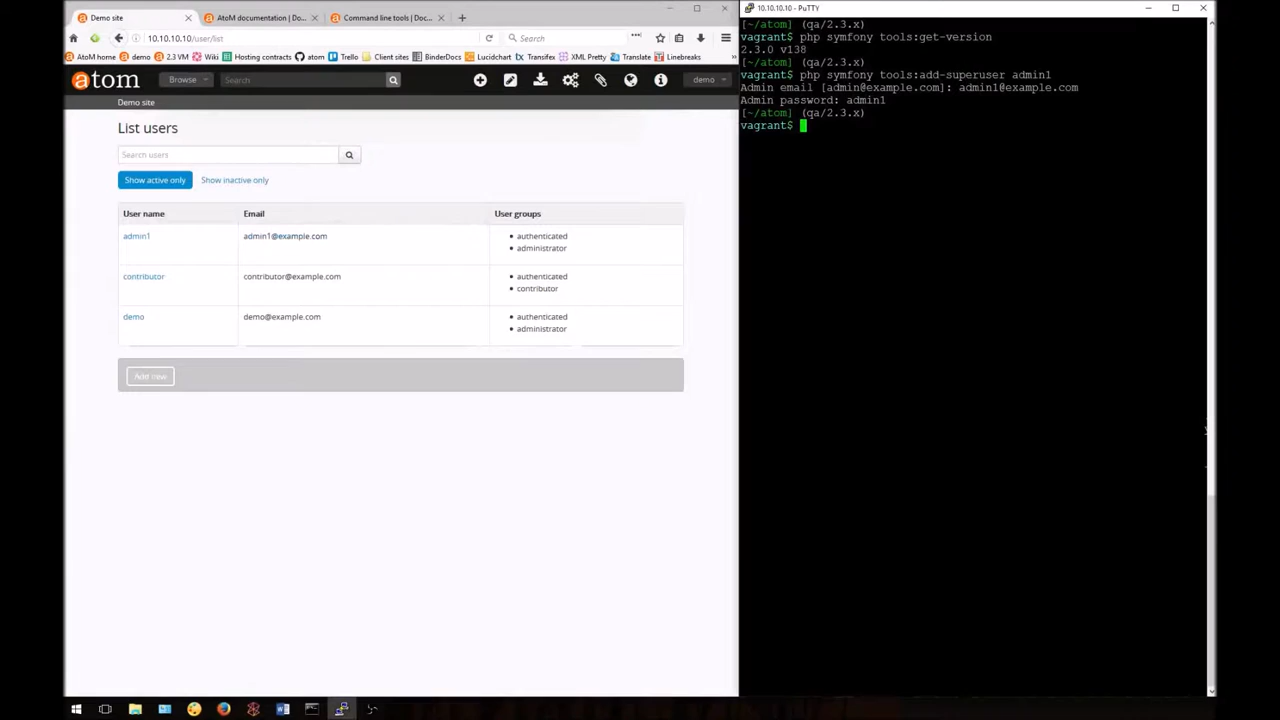 Demo site
AtoM documentation | Do...
Command line tools | Doc...
10.10.10.10/user/list
Search
AtoM home
demo
2.3 VM
Wiki
Hosting contracts
atom
Trello
Client sites
BinderDocs
Lucidchart
Transifex
XML Pretty
Translate
Linebreaks
atom
Browse
Search
demo
Demo site
List users
Search users
Show active only
Show inactive only
User name Email User groups
admin1 admin1@example.com authenticated
administrator
contributor contributor@example.com authenticated
contributor
demo demo@example.com authenticated
administrator
Add new
10.10.10.10 - PuTTY
[~/atom] (qa/2.3.x)
vagrant$ php symfony tools:get-version
2.3.0 v138
[~/atom] (qa/2.3.x)
vagrant$ php symfony tools:add-superuser admin1
Admin email [admin@example.com]: admin1@example.com
Admin password: admin1
[~/atom] (qa/2.3.x)
vagrant$